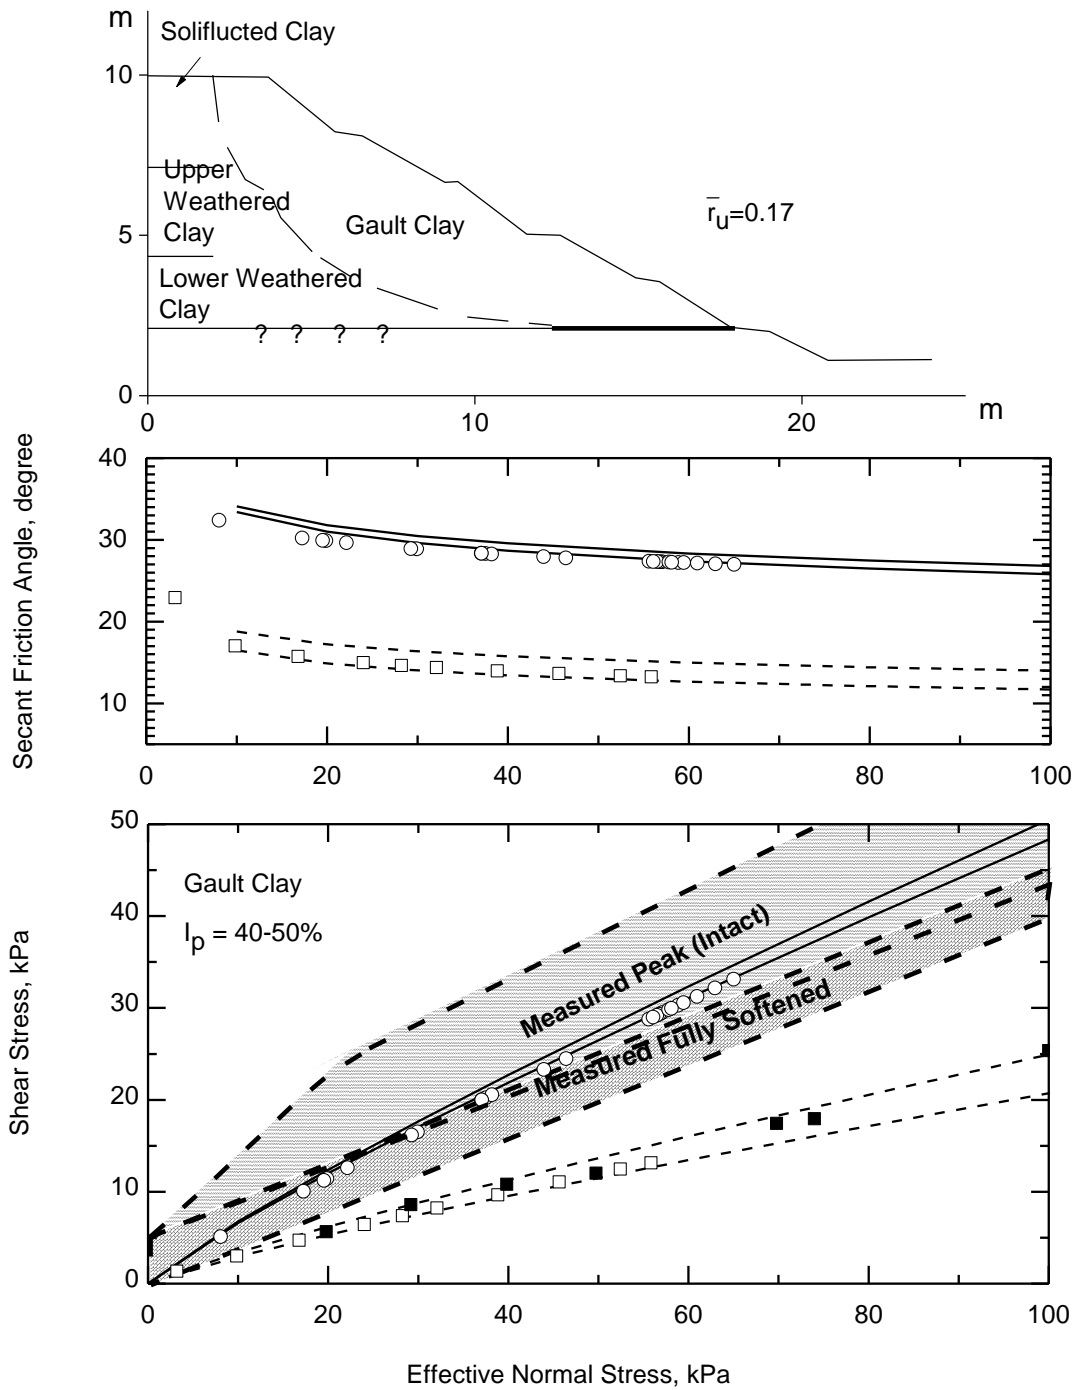 m
Soliflucted Clay
10
Upper
Weathered
Clay
Gault Clay
r̅u=0.17
5
Lower Weathered
Clay
? ? ? ?
0
0 10 20 m
Secant Friction Angle, degree
40
30
20
10
0 20 40 60 80 100
Shear Stress, kPa
50
40
30
20
10
0
Gault Clay
Ip = 40-50%
Measured Peak (Intact)
Measured Fully Softened
0 20 40 60 80 100
Effective Normal Stress, kPa